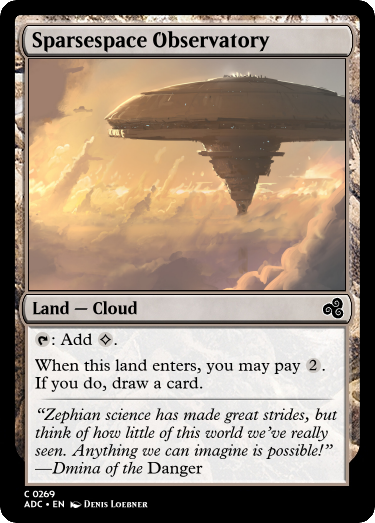 Sparsespace Observatory
Land — Cloud
: Add .
When this land enters, you may pay 2.
If you do, draw a card.
“Zephian science has made great strides, but
think of how little of this world we’ve really
seen. Anything we can imagine is possible!”
—Dmina of the Danger
C 0269
ADC • EN Denis Loebner